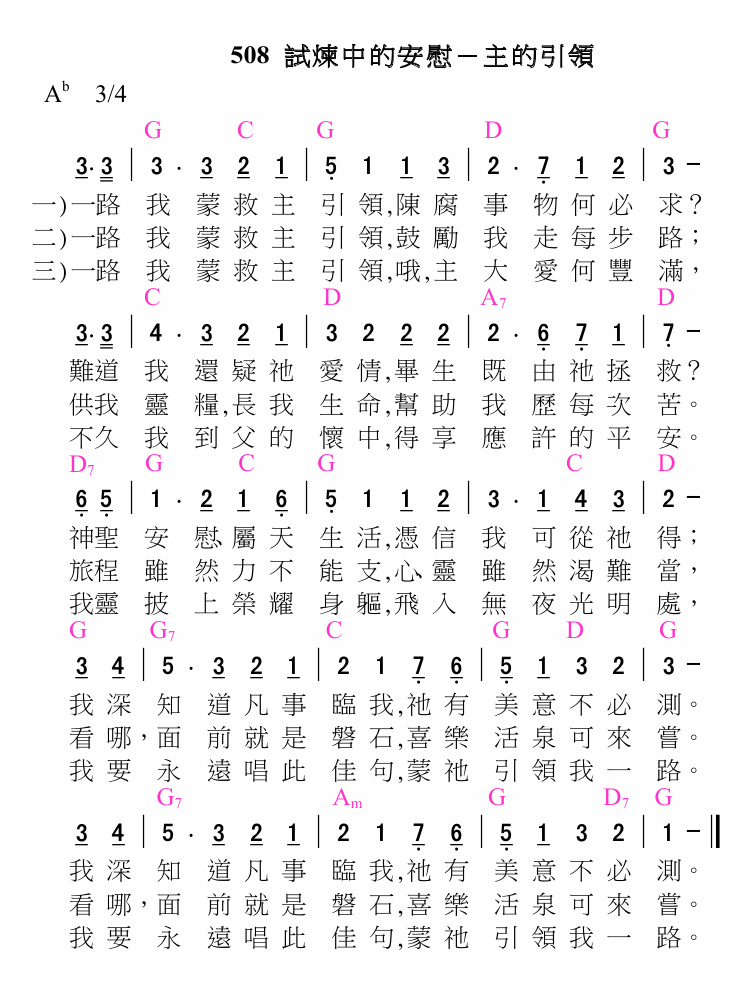 508 試煉中的安慰－主的引領
A♭ 3/4
G C G D G
3·3 | 3 · 3 2 1 | 5 1 1 3 | 2 · 7 1 2 | 3 –
一)一路 我 蒙 救 主 引 領,陳 腐 事 物 何 必 求？
二)一路 我 蒙 救 主 引 領,鼓 勵 我 走 每 步 路；
三)一路 我 蒙 救 主 引 領,哦,主 大 愛 何 豐 滿，
C D A7 D
3·3 | 4 · 3 2 1 | 3 2 2 2 | 2 · 6 7 1 | 7 –
難道 我 還 疑 祂 愛 情,畢 生 既 由 祂 拯 救？
供我 靈 糧,長 我 生 命,幫 助 我 歷 每 次 苦。
不久 我 到 父 的 懷 中,得 享 應 許 的 平 安。
D7 G C G C D
6 5 | 1 · 2 1 6 | 5 1 1 2 | 3 · 1 4 3 | 2 –
神聖 安 慰、屬 天 生 活,憑 信 我 可 從 祂 得；
旅程 雖 然 力 不 能 支,心、靈 雖 然 渴 難 當，
我靈 披 上 榮 耀 身 軀,飛 入 無 夜 光 明 處，
G G7 C G D G
3 4 | 5 · 3 2 1 | 2 1 7 6 | 5 1 3 2 | 3 –
我 深 知 道 凡 事 臨 我,祂 有 美 意 不 必 測。
看 哪，面 前 就 是 磐 石,喜 樂 活 泉 可 來 嘗。
我 要 永 遠 唱 此 佳 句,蒙 祂 引 領 我 一 路。
G7 Am G D7 G
3 4 | 5 · 3 2 1 | 2 1 7 6 | 5 1 3 2 | 1 – ‖
我 深 知 道 凡 事 臨 我,祂 有 美 意 不 必 測。
看 哪，面 前 就 是 磐 石,喜 樂 活 泉 可 來 嘗。
我 要 永 遠 唱 此 佳 句,蒙 祂 引 領 我 一 路。